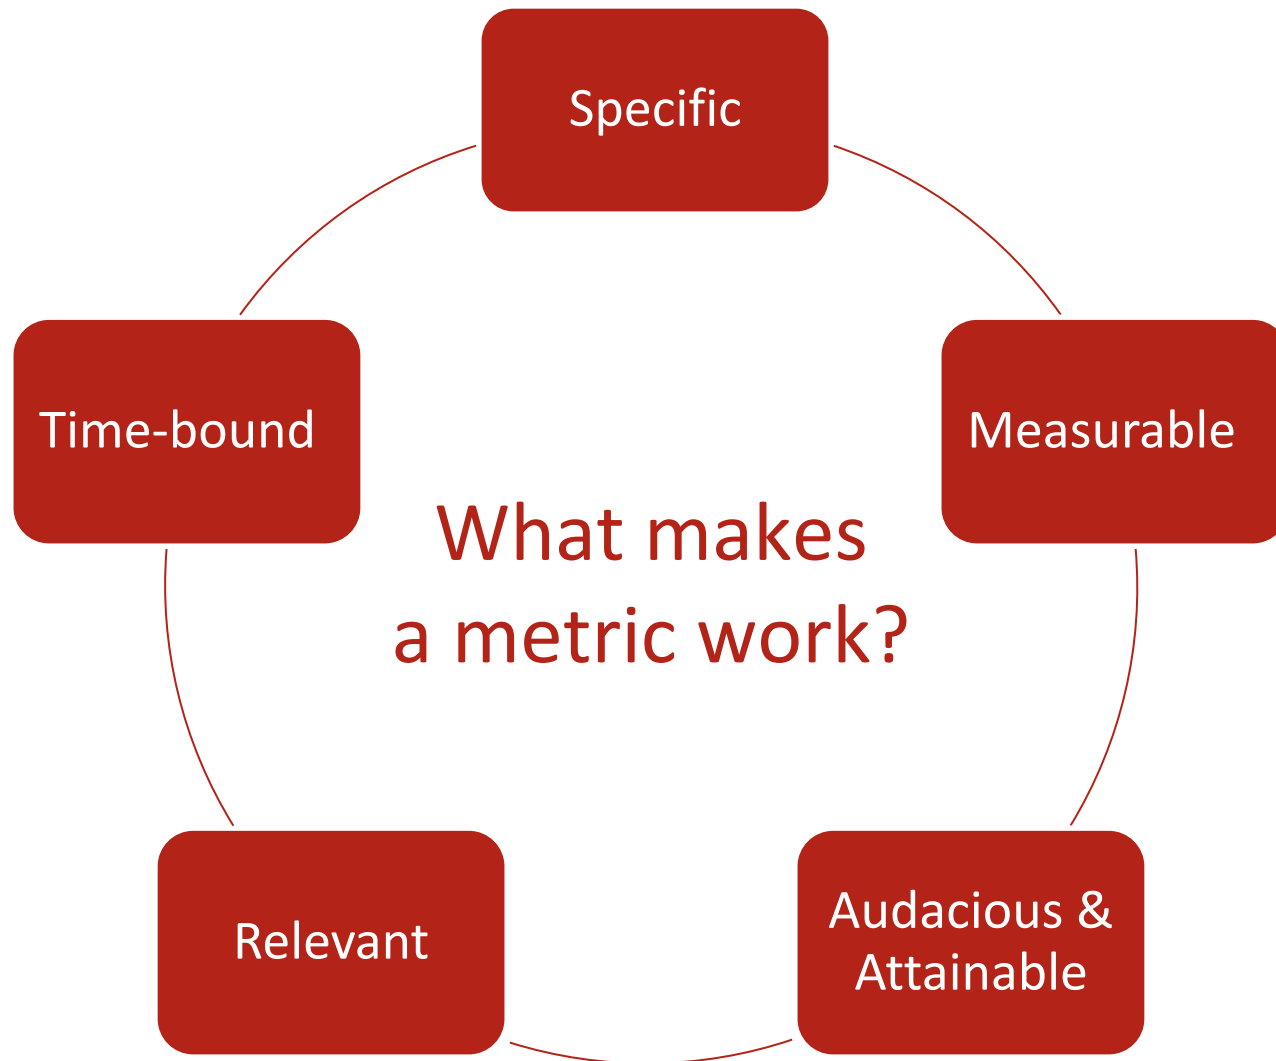 Specific
Time-bound
Measurable
What makes
a metric work?
Relevant
Audacious &
Attainable